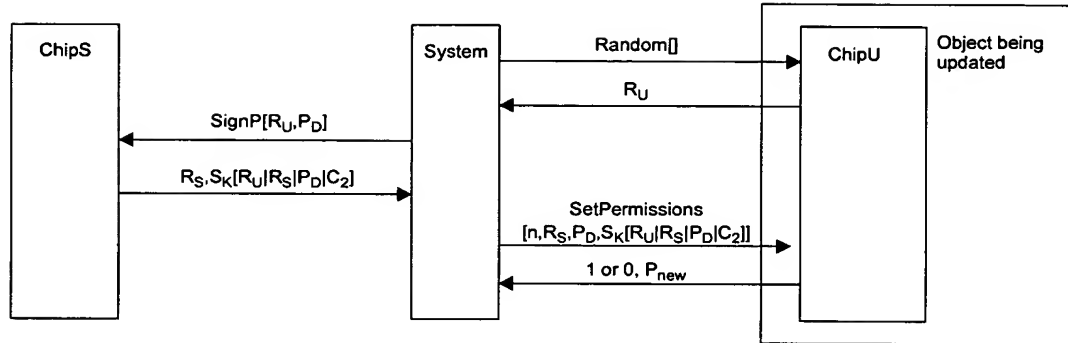 ChipS
System
ChipU
Object being
updated
Random[]
R_U
SignP[R_U,P_D]
R_S,S_K[R_U|R_S|P_D|C_2]
SetPermissions
[n,R_S,P_D,S_K[R_U|R_S|P_D|C_2]]
1 or 0, P_new